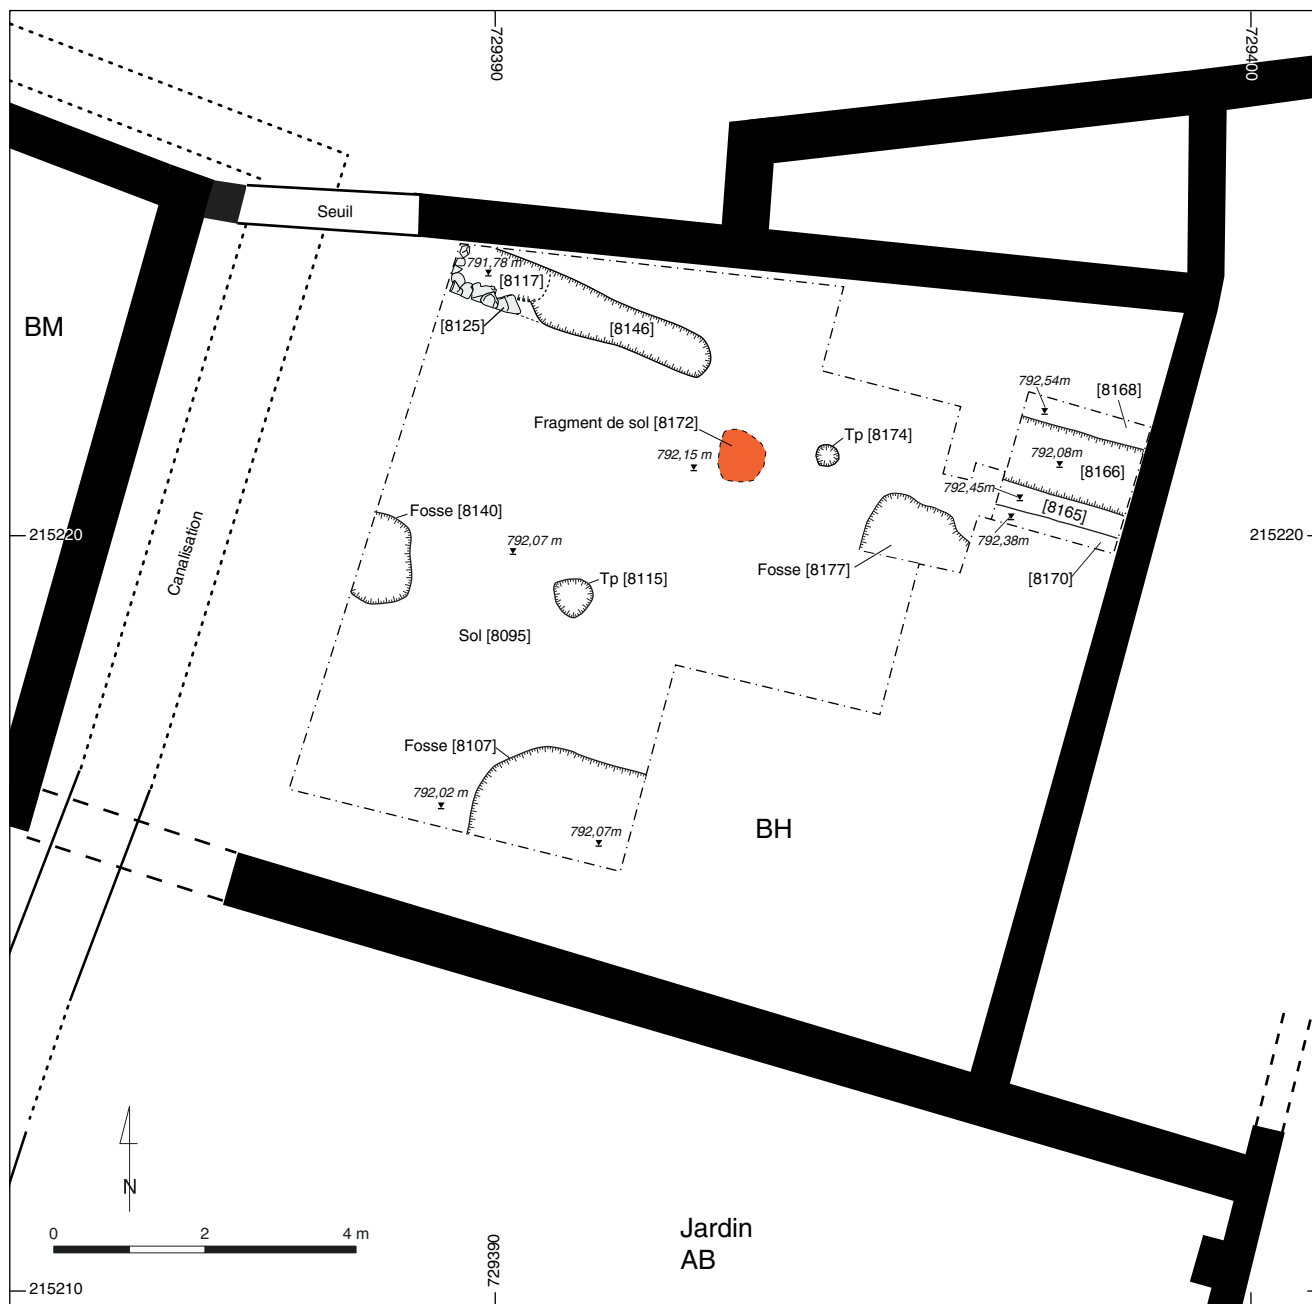 729390
729400
Seuil
791,78 m
[8117]
BM
[8125]
[8146]
792,54m
[8168]
Fragment de sol [8172]
Tp [8174]
792,15 m
792,08m
[8166]
792,45m
Fosse [8140]
[8165]
215220
792,07 m
792,38m
215220
Canalisation
Fosse [8177]
Tp [8115]
[8170]
Sol [8095]
Fosse [8107]
792,02 m
792,07m
BH
N
0 2 4 m
Jardin
AB
729390
215210